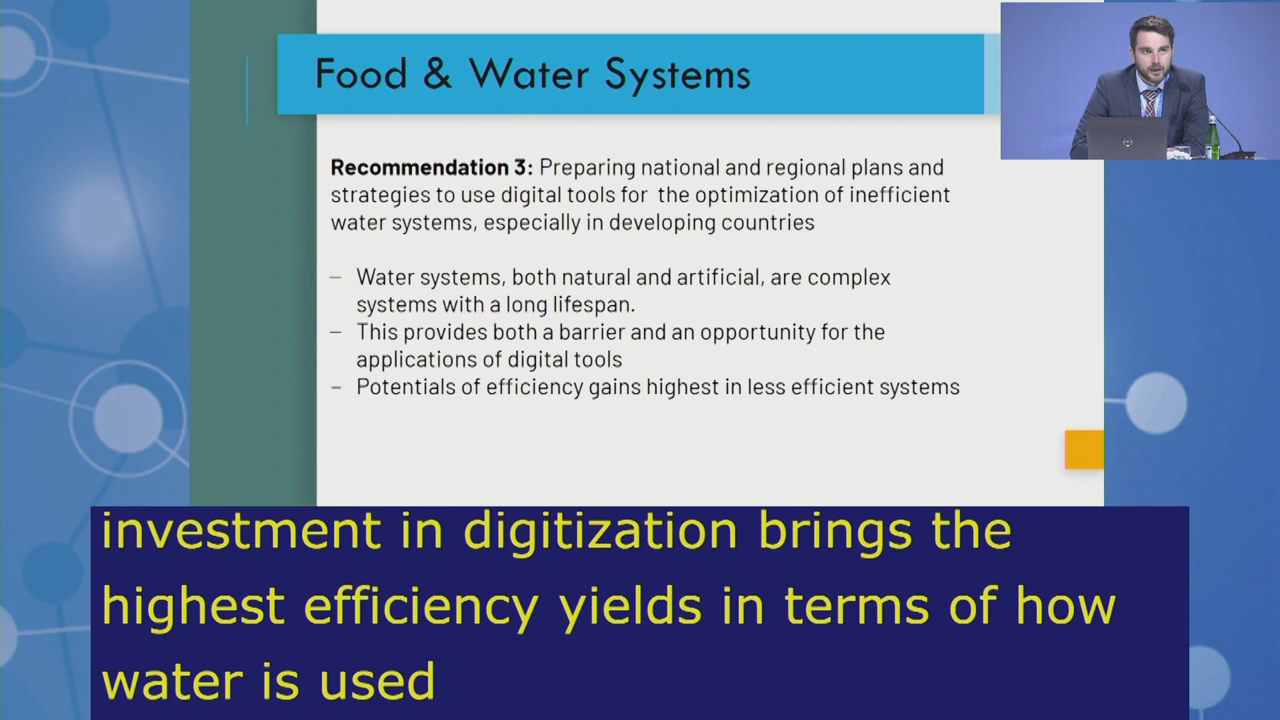 Food & Water Systems
Recommendation 3: Preparing national and regional plans and
strategies to use digital tools for the optimization of inefficient
water systems, especially in developing countries
– Water systems, both natural and artificial, are complex
systems with a long lifespan.
– This provides both a barrier and an opportunity for the
applications of digital tools
– Potentials of efficiency gains highest in less efficient systems
investment in digitization brings the
highest efficiency yields in terms of how
water is used